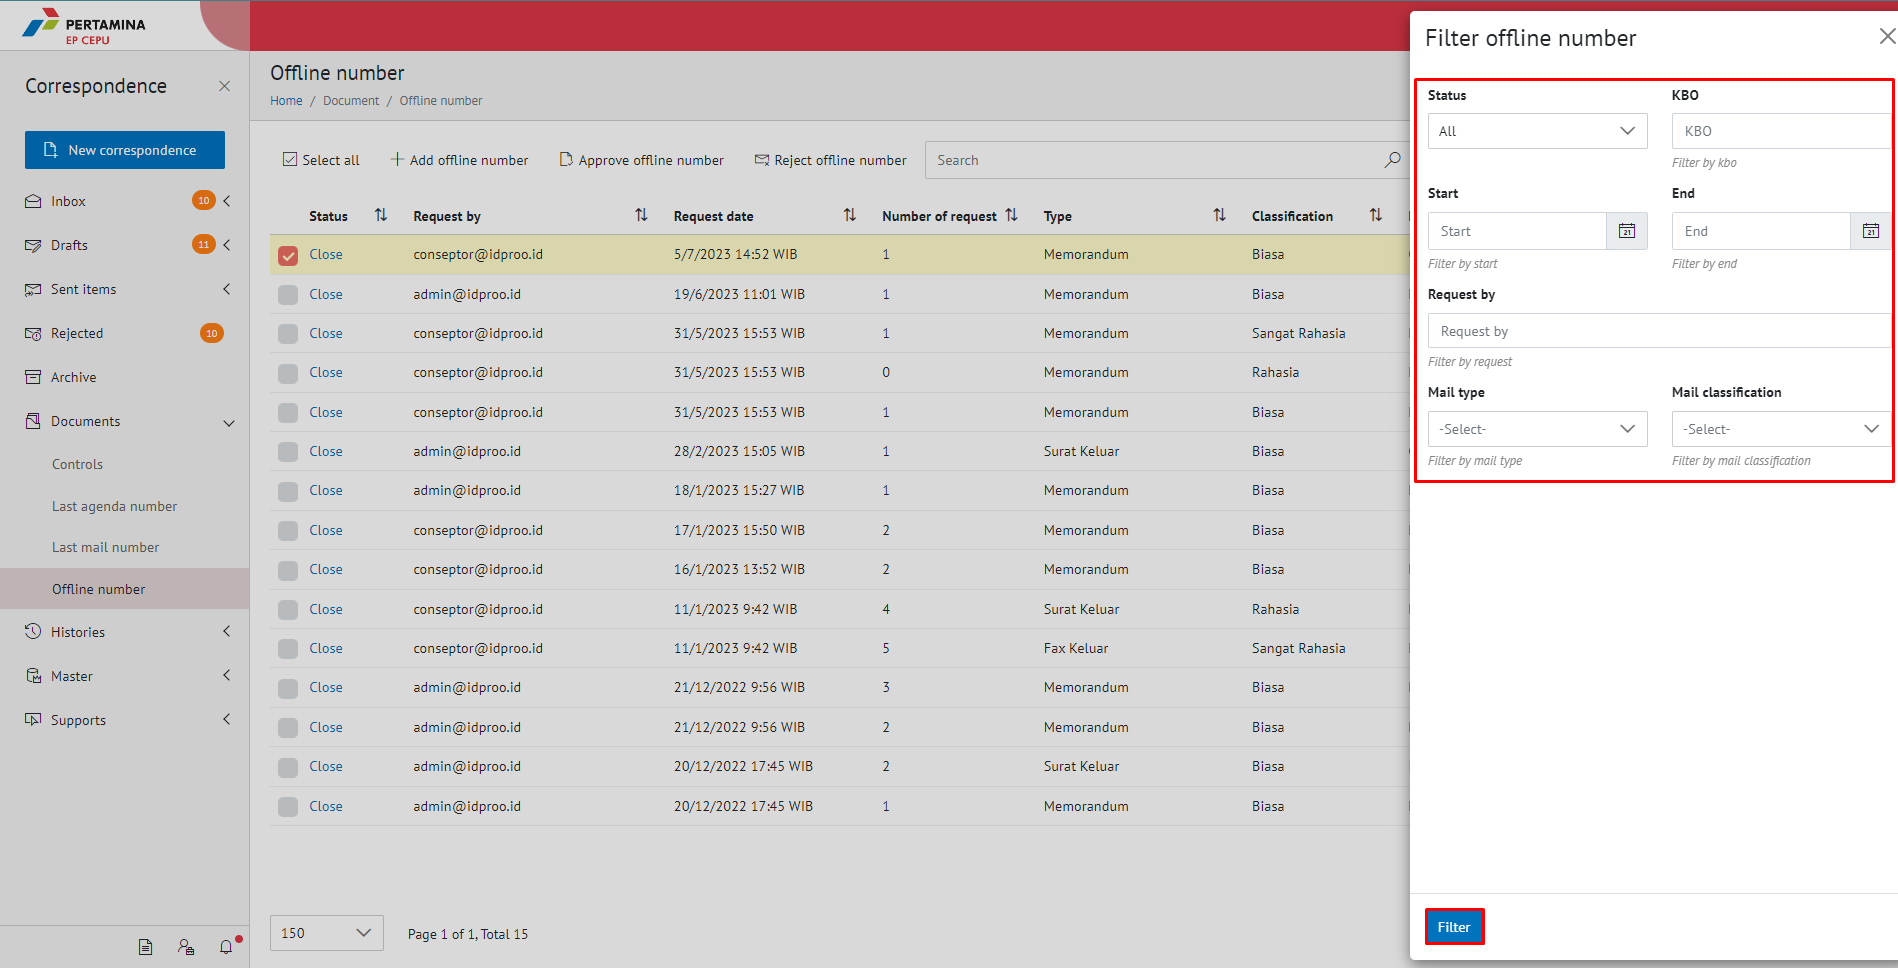 PERTAMINA
EP CEPU
Correspondence
New correspondence
Inbox 10
Drafts 11
Sent items
Rejected 10
Archive
Documents
Controls
Last agenda number
Last mail number
Offline number
Histories
Master
Supports
Offline number
Home / Document / Offline number
Select all Add offline number Approve offline number Reject offline number Search
Status Request by Request date Number of request Type Classification
Close conseptor@idproo.id 5/7/2023 14:52 WIB 1 Memorandum Biasa
Close admin@idproo.id 19/6/2023 11:01 WIB 1 Memorandum Biasa
Close conseptor@idproo.id 31/5/2023 15:53 WIB 1 Memorandum Sangat Rahasia
Close conseptor@idproo.id 31/5/2023 15:53 WIB 0 Memorandum Rahasia
Close conseptor@idproo.id 31/5/2023 15:53 WIB 1 Memorandum Biasa
Close admin@idproo.id 28/2/2023 15:05 WIB 1 Surat Keluar Biasa
Close admin@idproo.id 18/1/2023 15:27 WIB 1 Memorandum Biasa
Close conseptor@idproo.id 17/1/2023 15:50 WIB 2 Memorandum Biasa
Close conseptor@idproo.id 16/1/2023 13:52 WIB 2 Memorandum Biasa
Close conseptor@idproo.id 11/1/2023 9:42 WIB 4 Surat Keluar Rahasia
Close conseptor@idproo.id 11/1/2023 9:42 WIB 5 Fax Keluar Sangat Rahasia
Close admin@idproo.id 21/12/2022 9:56 WIB 3 Memorandum Biasa
Close admin@idproo.id 21/12/2022 9:56 WIB 2 Memorandum Biasa
Close admin@idproo.id 20/12/2022 17:45 WIB 2 Surat Keluar Biasa
Close admin@idproo.id 20/12/2022 17:45 WIB 1 Memorandum Biasa
150 Page 1 of 1, Total 15
Filter offline number
Status KBO
All KBO
Filter by kbo
Start End
Start 21 End 21
Filter by start Filter by end
Request by
Request by
Filter by request
Mail type Mail classification
-Select- -Select-
Filter by mail type Filter by mail classification
Filter